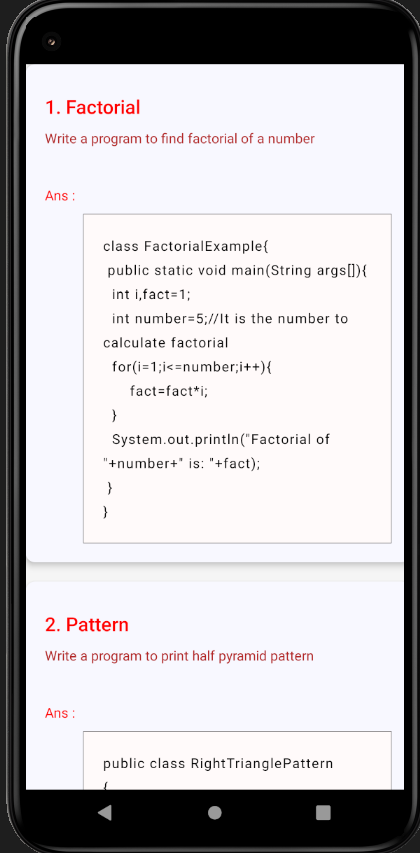 1. Factorial
Write a program to find factorial of a number
Ans :
class FactorialExample{
public static void main(String args[]){
int i,fact=1;
int number=5;//It is the number to
calculate factorial
for(i=1;i<=number;i++){
fact=fact*i;
}
System.out.println("Factorial of
"+number+" is: "+fact);
}
}
2. Pattern
Write a program to print half pyramid pattern
Ans :
public class RightTrianglePattern
{